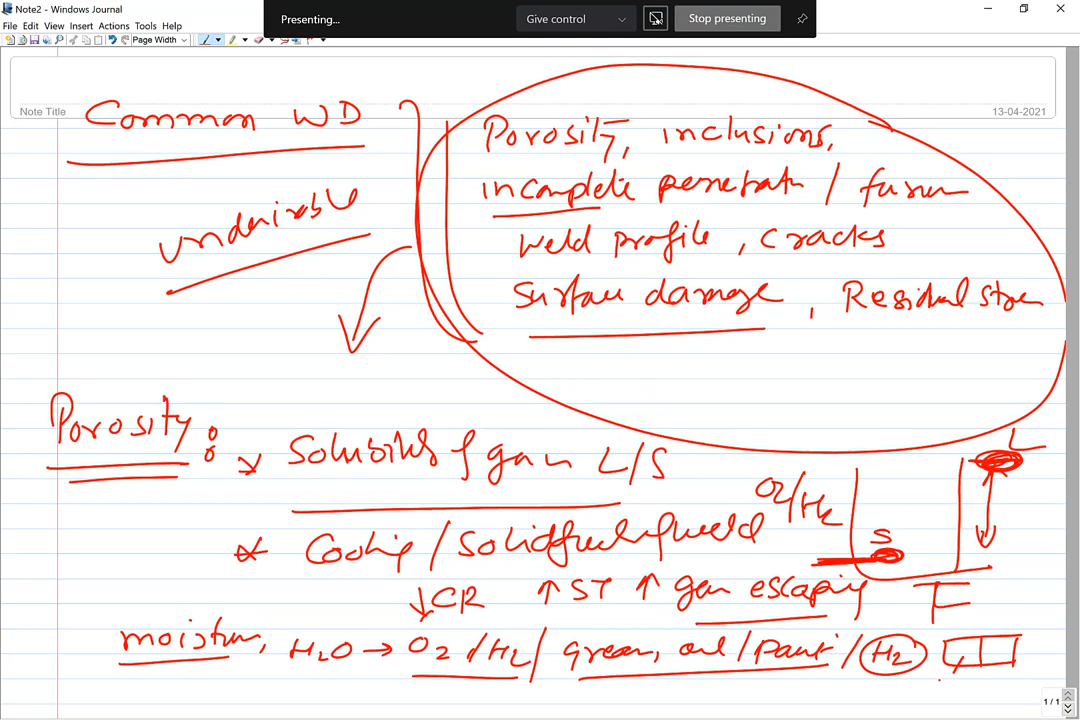 Note2 - Windows Journal
Presenting...
Give control
Stop presenting
File Edit View Insert Actions Tools Help
Page Width
Note Title
13-04-2021
Common WD
undesirable
Porosity, inclusions,
incomplete penetratn / fusion
weld profile, cracks
Surface damage, Residual stress
Porosity:
* Solubility of gas L/S
L
O2/H2
S
* Cooling / Solidification of weld
T
↓ CR ↑ ST ↑ gas escaping
moisture, H2O → O2/H2/ grease, oil / paint / H2
1/1